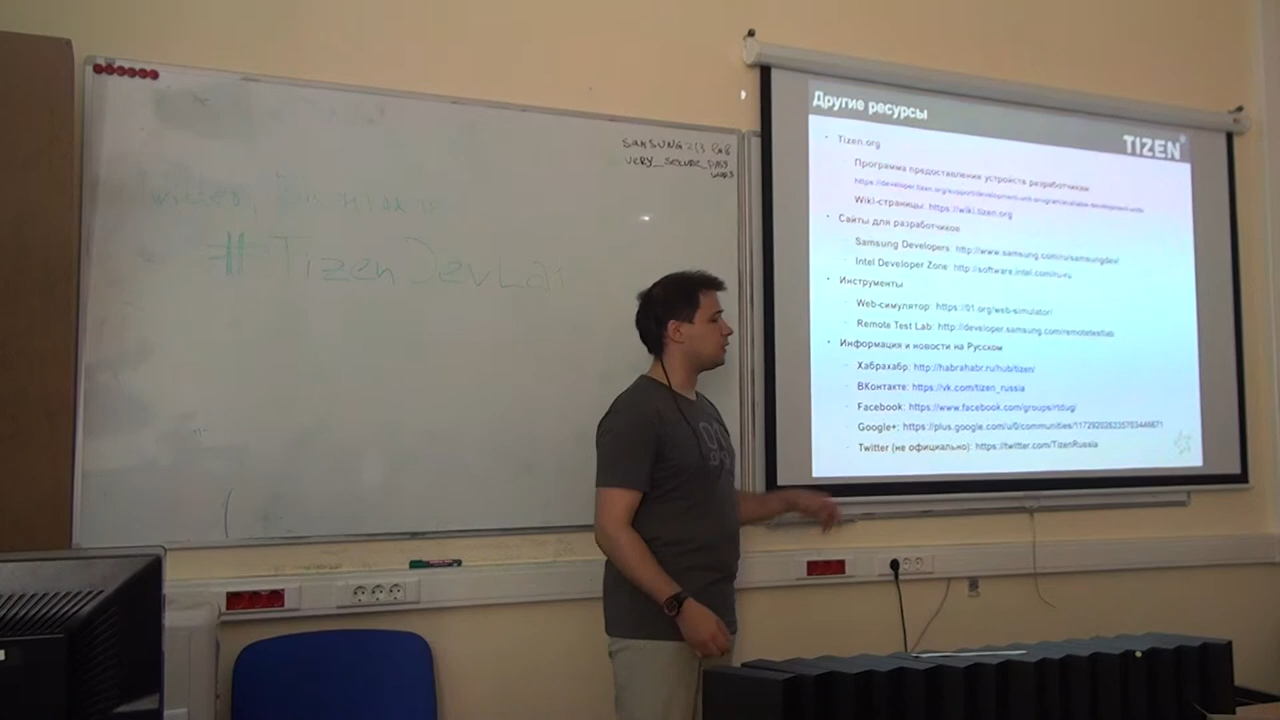 SAMSUNG
very_secure_pass
# TizenDevLa
Другие ресурсы
TIZEN
Tizen.org
Программа предоставления устройств разработчикам
Wiki-страницы: https://wiki.tizen.org
Сайты для разработчиков
Samsung Developers: http://www.samsung.com/ru/samsungdev/
Intel Developer Zone: http://software.intel.com/ru-ru
Инструменты
Web-симулятор: https://01.org/web-simulator/
Remote Test Lab: http://developer.samsung.com/remotetestlab
Информация и новости на Русском
Хабрахабр: http://habrahabr.ru/hub/tizen/
ВКонтакте: https://vk.com/tizen_russia
Facebook: https://www.facebook.com/groups/rtdug/
Google+:
Twitter (не официально): https://twitter.com/TizenRussia